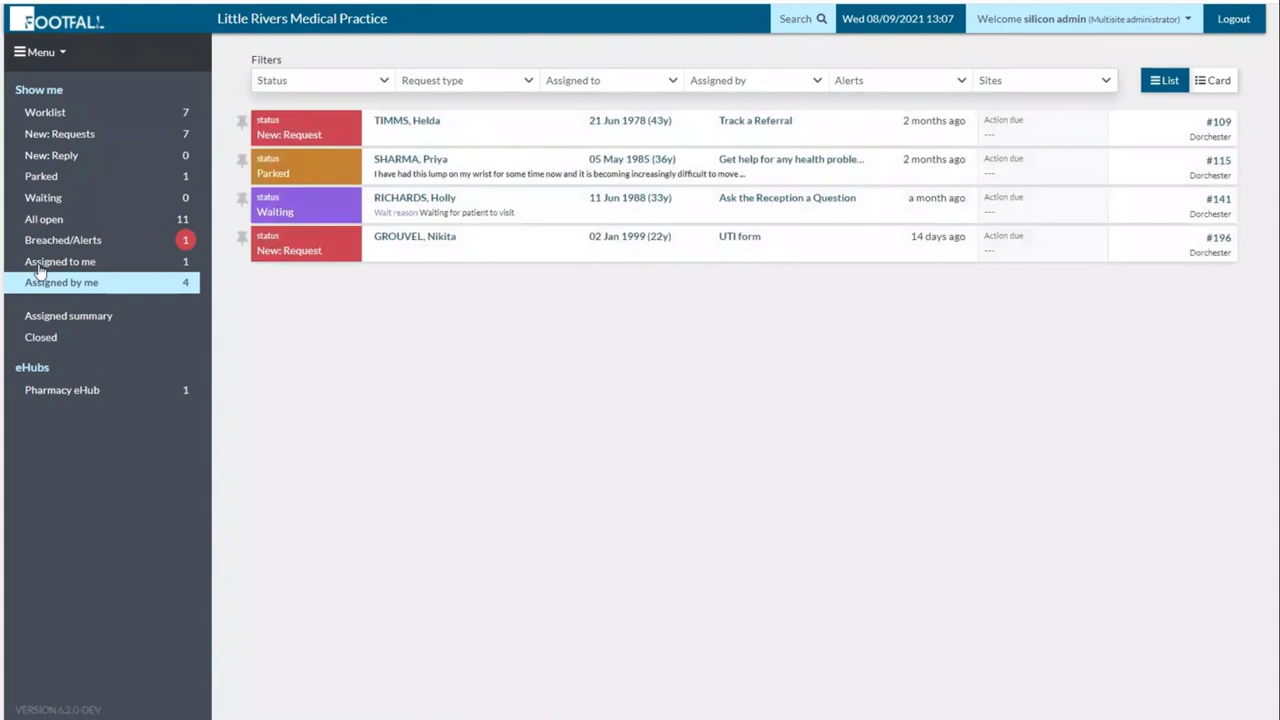 FOOTFALL
Little Rivers Medical Practice
Search
Wed 08/09/2021 13:07
Welcome silicon admin (Multisite administrator)
Logout
Menu
Show me
Worklist 7
New: Requests 7
New: Reply 0
Parked 1
Waiting 0
All open 11
Breached/Alerts 1
Assigned to me 1
Assigned by me 4
Assigned summary
Closed
eHubs
Pharmacy eHub 1
VERSION 6.2.0-DEV
Filters
Status
Request type
Assigned to
Assigned by
Alerts
Sites
List
Card
status
New: Request
TIMMS, Helda
21 Jun 1978 (43y)
Track a Referral
2 months ago
Action due
---
#109
Dorchester
status
Parked
SHARMA, Priya
05 May 1985 (36y)
Get help for any health proble...
2 months ago
I have had this lump on my wrist for some time now and it is becoming increasingly difficult to move ...
Action due
---
#115
Dorchester
status
Waiting
RICHARDS, Holly
11 Jun 1988 (33y)
Ask the Reception a Question
a month ago
Wait reason Waiting for patient to visit
Action due
---
#141
Dorchester
status
New: Request
GROUVEL, Nikita
02 Jan 1999 (22y)
UTI form
14 days ago
Action due
---
#196
Dorchester